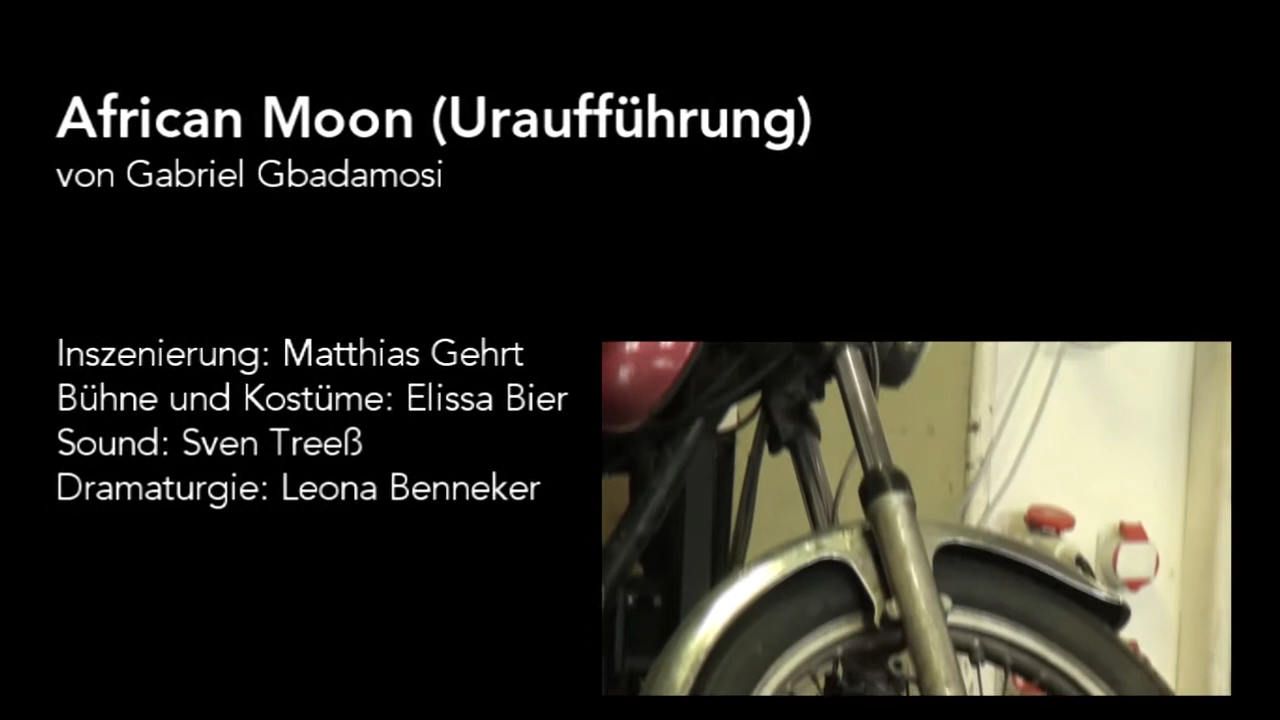 African Moon (Uraufführung)
von Gabriel Gbadamosi
Inszenierung: Matthias Gehrt
Bühne und Kostüme: Elissa Bier
Sound: Sven Treeß
Dramaturgie: Leona Benneker